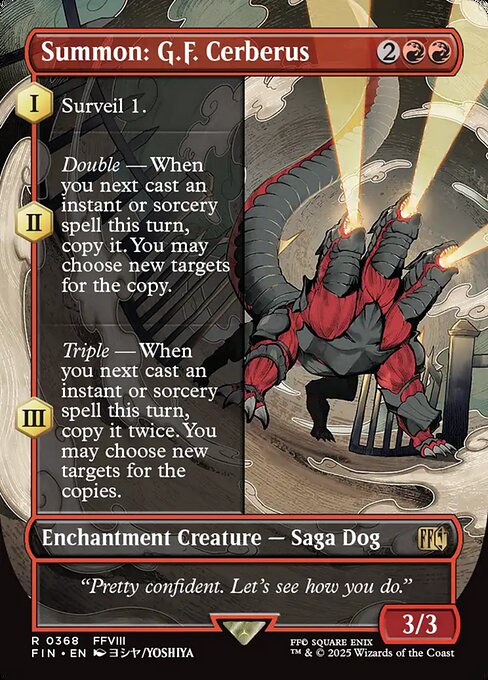 Summon: G.F. Cerberus 2
I Surveil 1.
Double — When
you next cast an
instant or sorcery
II spell this turn,
copy it. You may
choose new targets
for the copy.
Triple — When
you next cast an
instant or sorcery
III spell this turn,
copy it twice. You
may choose new
targets for the
copies.
Enchantment Creature — Saga Dog FFVIII
“Pretty confident. Let’s see how you do.”
3/3
R 0368 FFVIII
FIN • EN ヨシヤ/YOSHIYA
FF© SQUARE ENIX
™ & © 2025 Wizards of the Coast